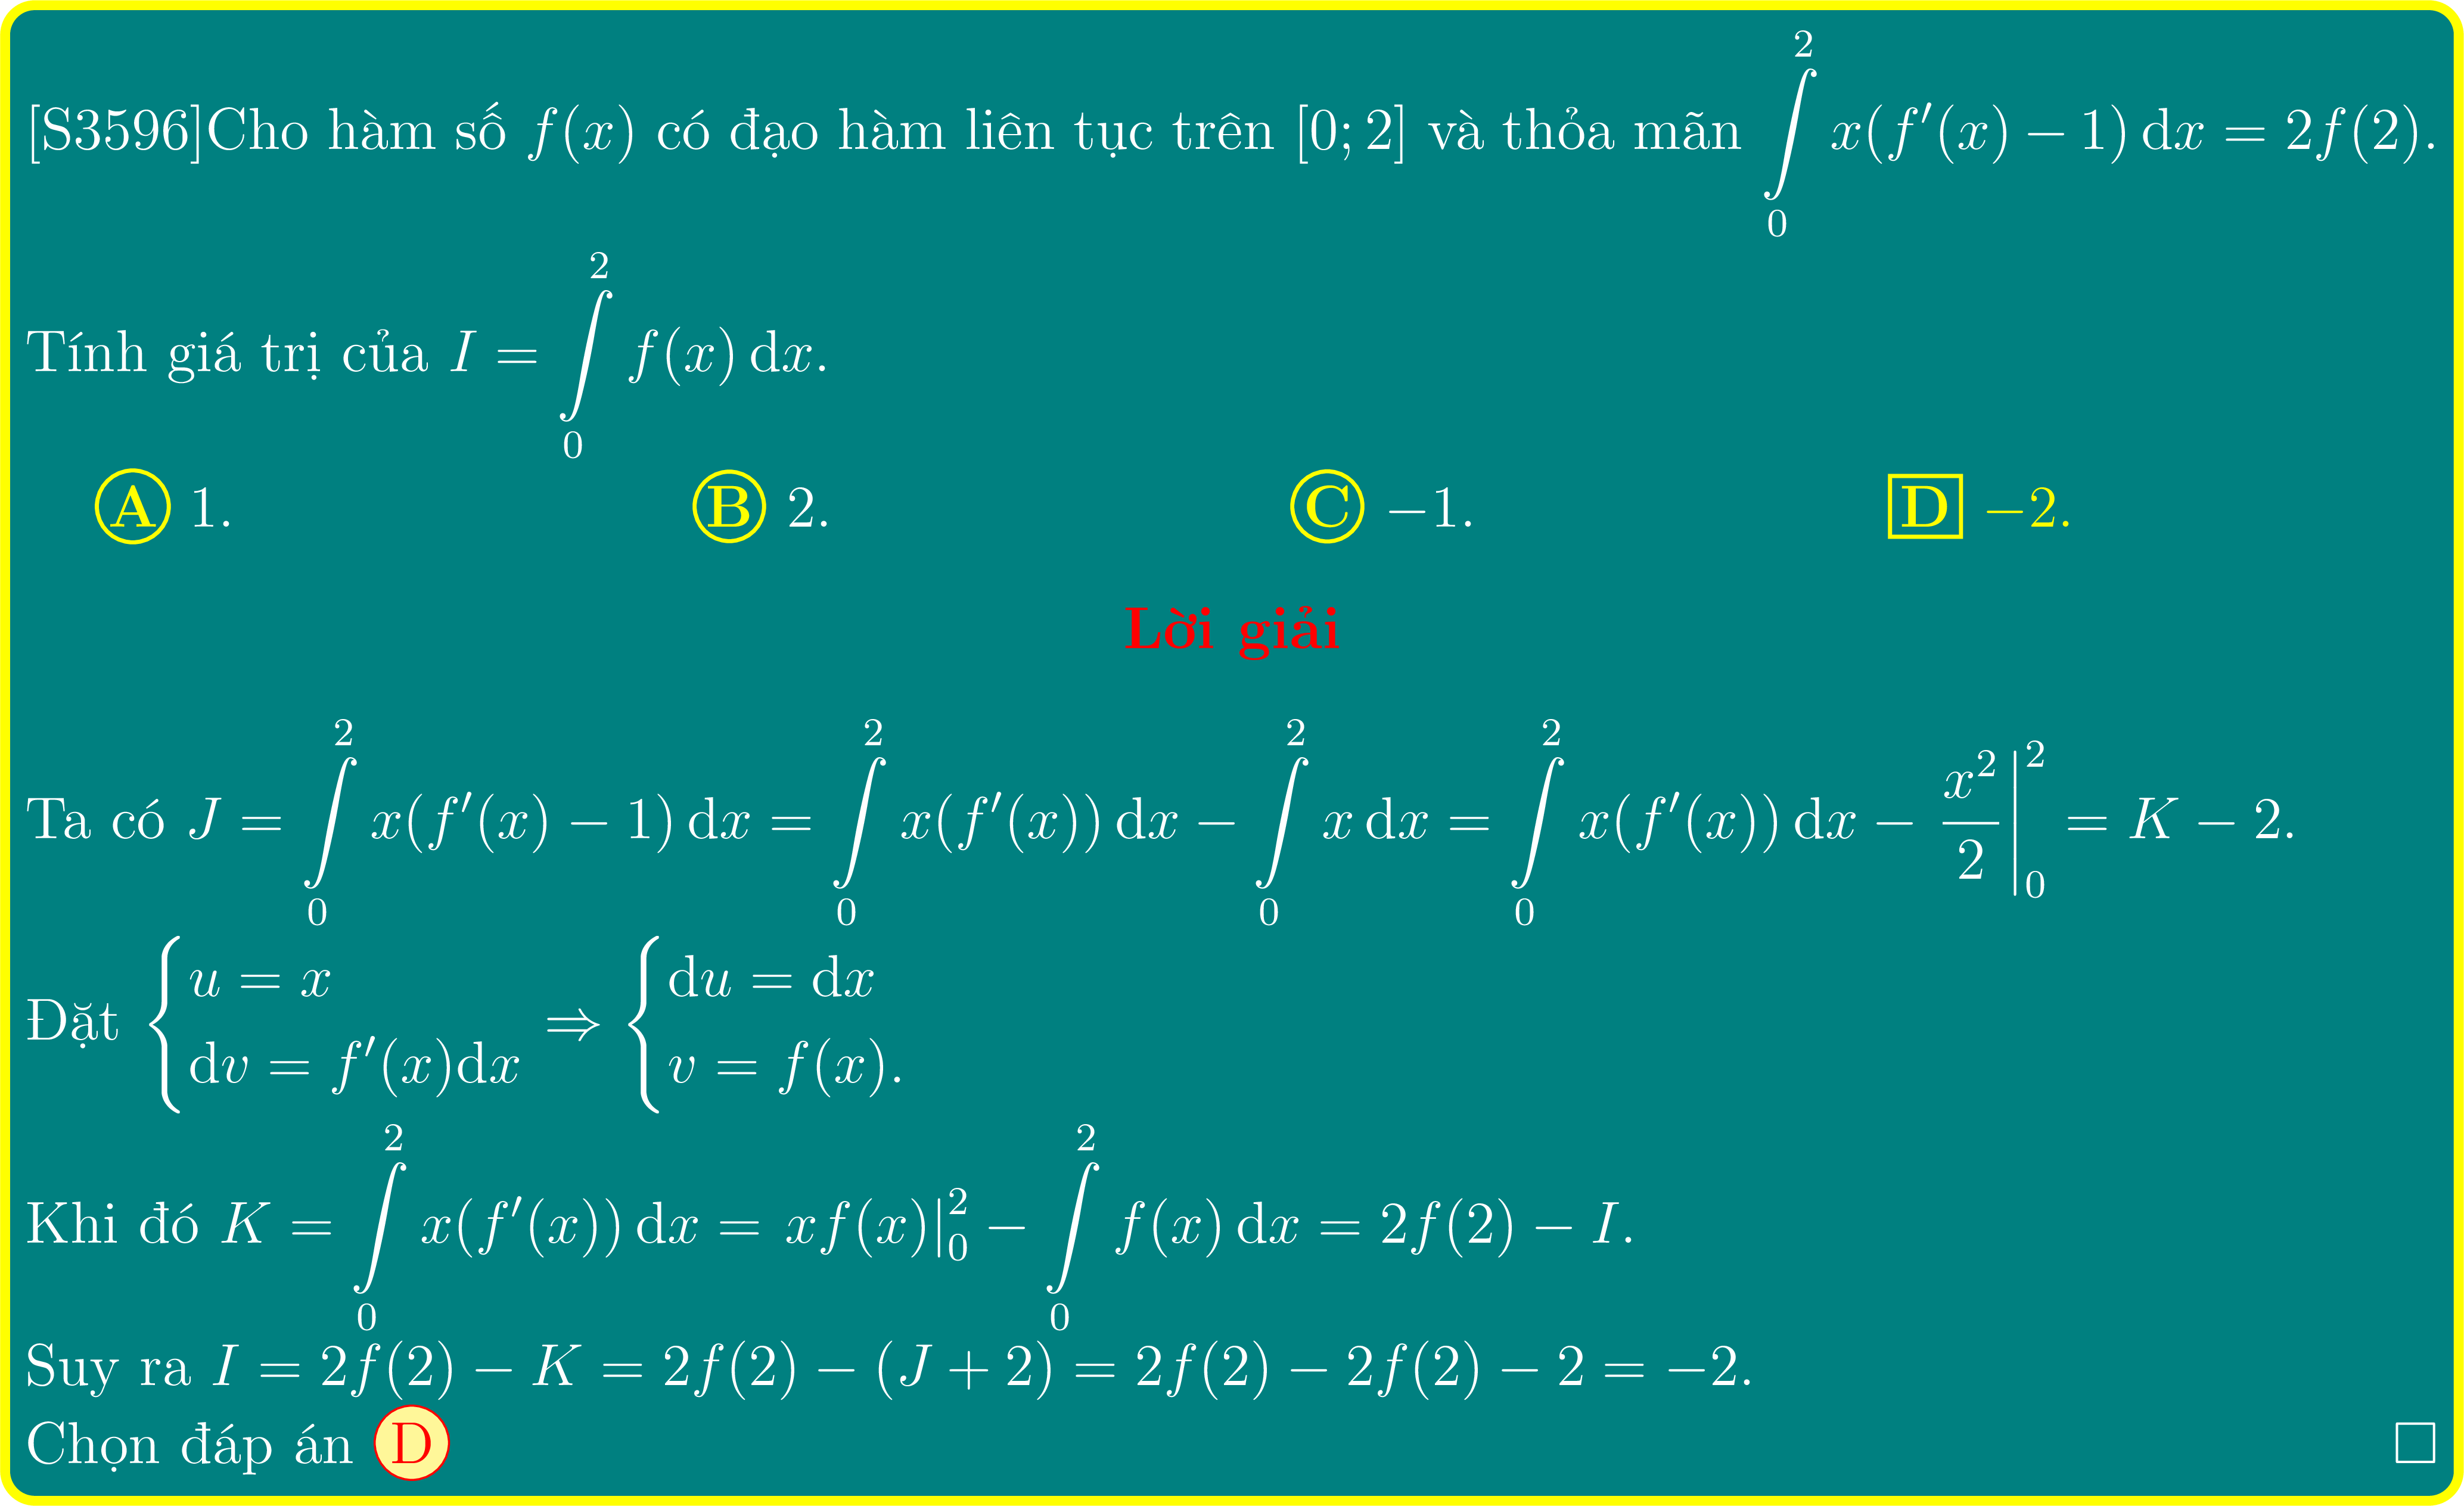 [S3596]Cho hàm số $f(x)$ có đạo hàm liên tục trên $[0; 2]$ và thỏa mãn $\int\limits_0^2 x(f'(x) - 1)\,\mathrm{d}x = 2f(2)$.
Tính giá trị của $I = \int\limits_0^2 f(x)\,\mathrm{d}x$.
A 1. B 2. C −1. D −2.
Lời giải
Ta có $J = \int\limits_0^2 x(f'(x) - 1)\,\mathrm{d}x = \int\limits_0^2 x(f'(x))\,\mathrm{d}x - \int\limits_0^2 x\,\mathrm{d}x = \int\limits_0^2 x(f'(x))\,\mathrm{d}x - \left.\frac{x^2}{2}\right|_0^2 = K - 2$.
Đặt $\begin{cases} u = x \\ \mathrm{d}v = f'(x)\mathrm{d}x \end{cases} \Rightarrow \begin{cases} \mathrm{d}u = \mathrm{d}x \\ v = f(x). \end{cases}$
Khi đó $K = \int\limits_0^2 x(f'(x))\,\mathrm{d}x = \left.xf(x)\right|_0^2 - \int\limits_0^2 f(x)\,\mathrm{d}x = 2f(2) - I$.
Suy ra $I = 2f(2) - K = 2f(2) - (J + 2) = 2f(2) - 2f(2) - 2 = -2$.
Chọn đáp án D □